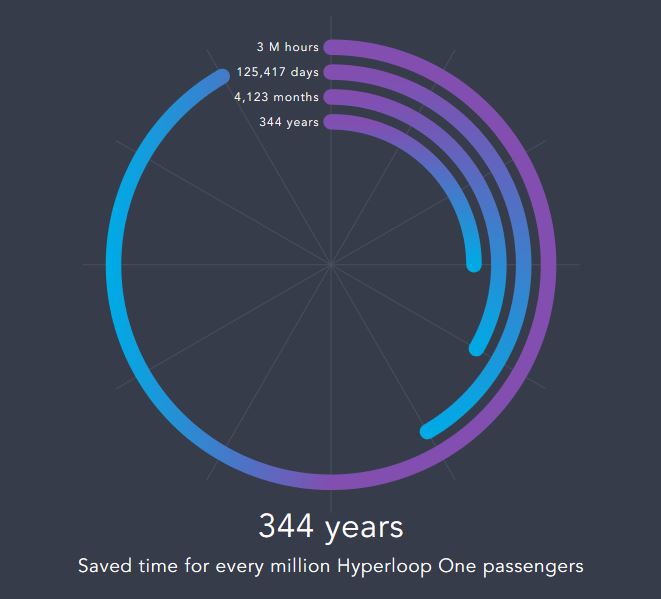 3 M hours
125,417 days
4,123 months
344 years
344 years
Saved time for every million Hyperloop One passengers